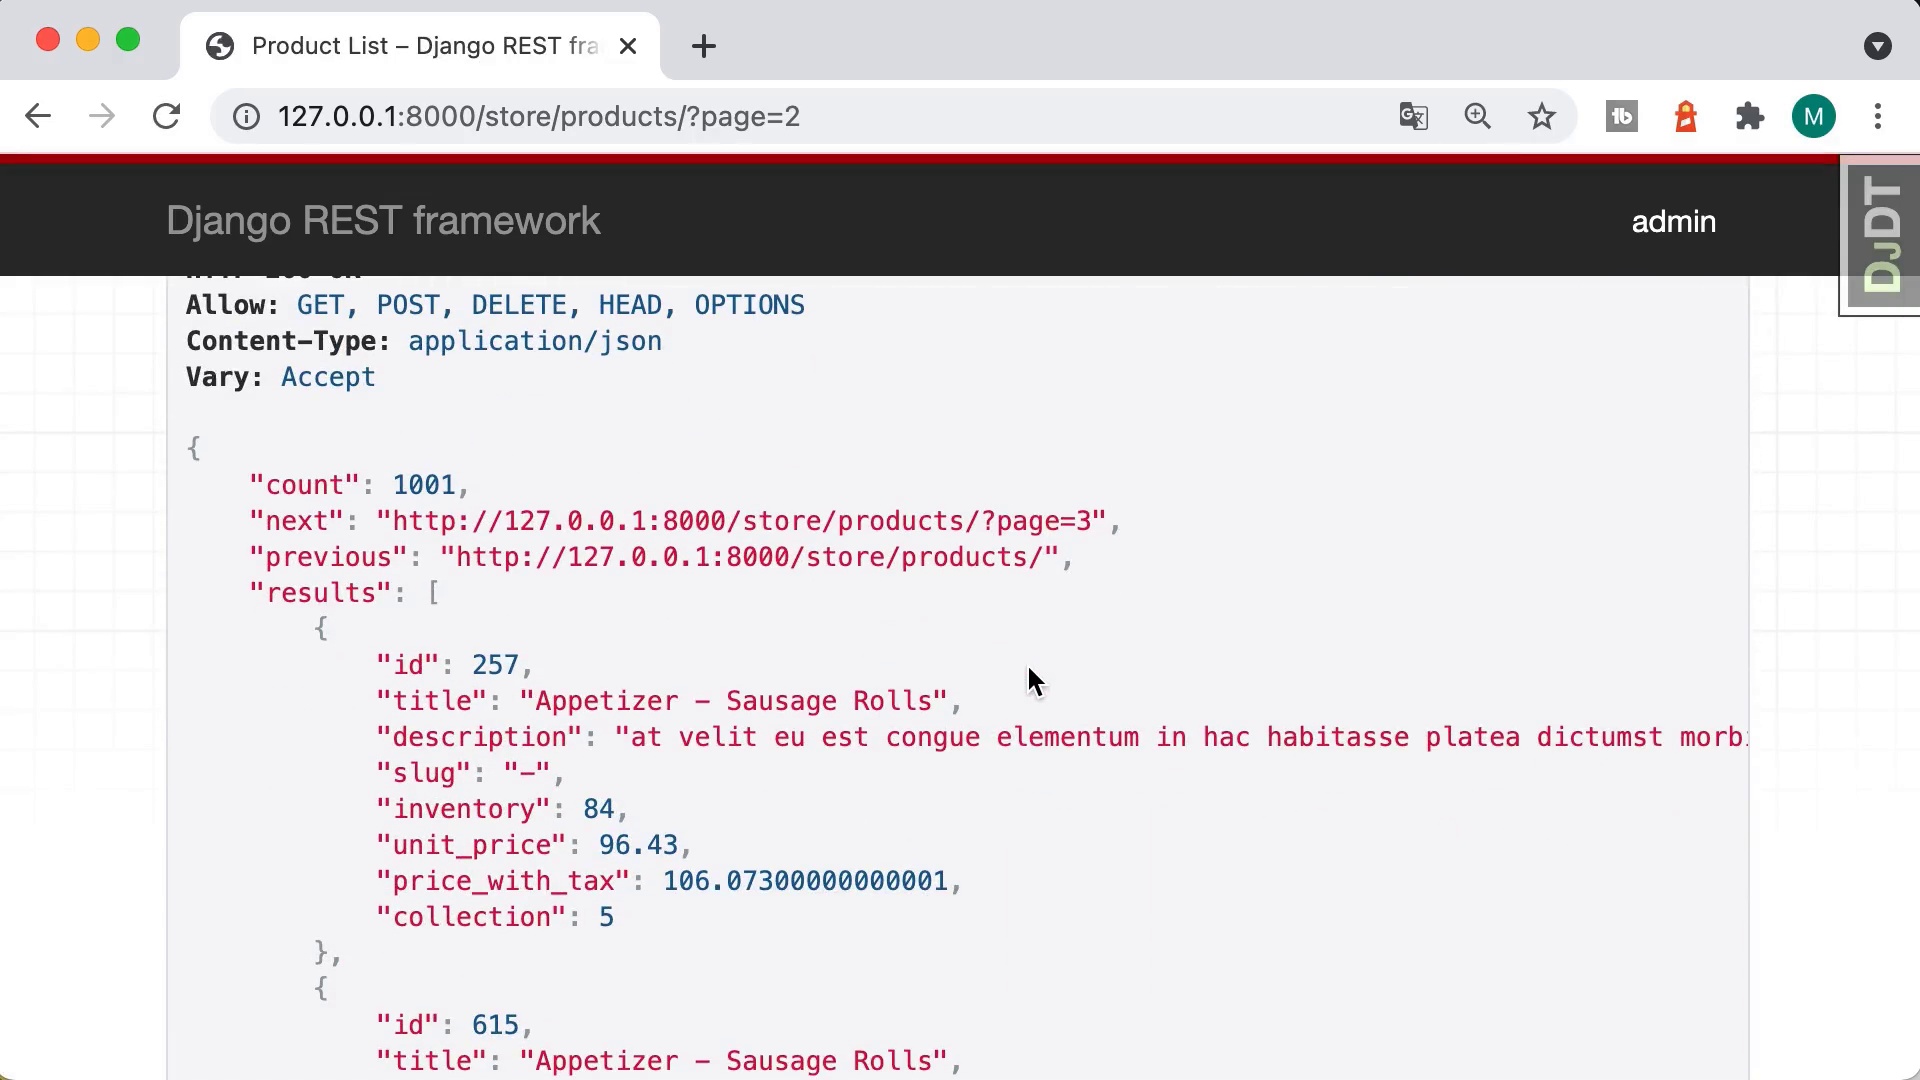 Product List – Django REST fra
127.0.0.1:8000/store/products/?page=2
M
Django REST framework
admin
DJDT
Allow: GET, POST, DELETE, HEAD, OPTIONS
Content-Type: application/json
Vary: Accept
{
"count": 1001,
"next": "http://127.0.0.1:8000/store/products/?page=3",
"previous": "http://127.0.0.1:8000/store/products/",
"results": [
{
"id": 257,
"title": "Appetizer - Sausage Rolls",
"description": "at velit eu est congue elementum in hac habitasse platea dictumst morb
"slug": "-",
"inventory": 84,
"unit_price": 96.43,
"price_with_tax": 106.07300000000001,
"collection": 5
},
{
"id": 615,
"title": "Appetizer - Sausage Rolls",